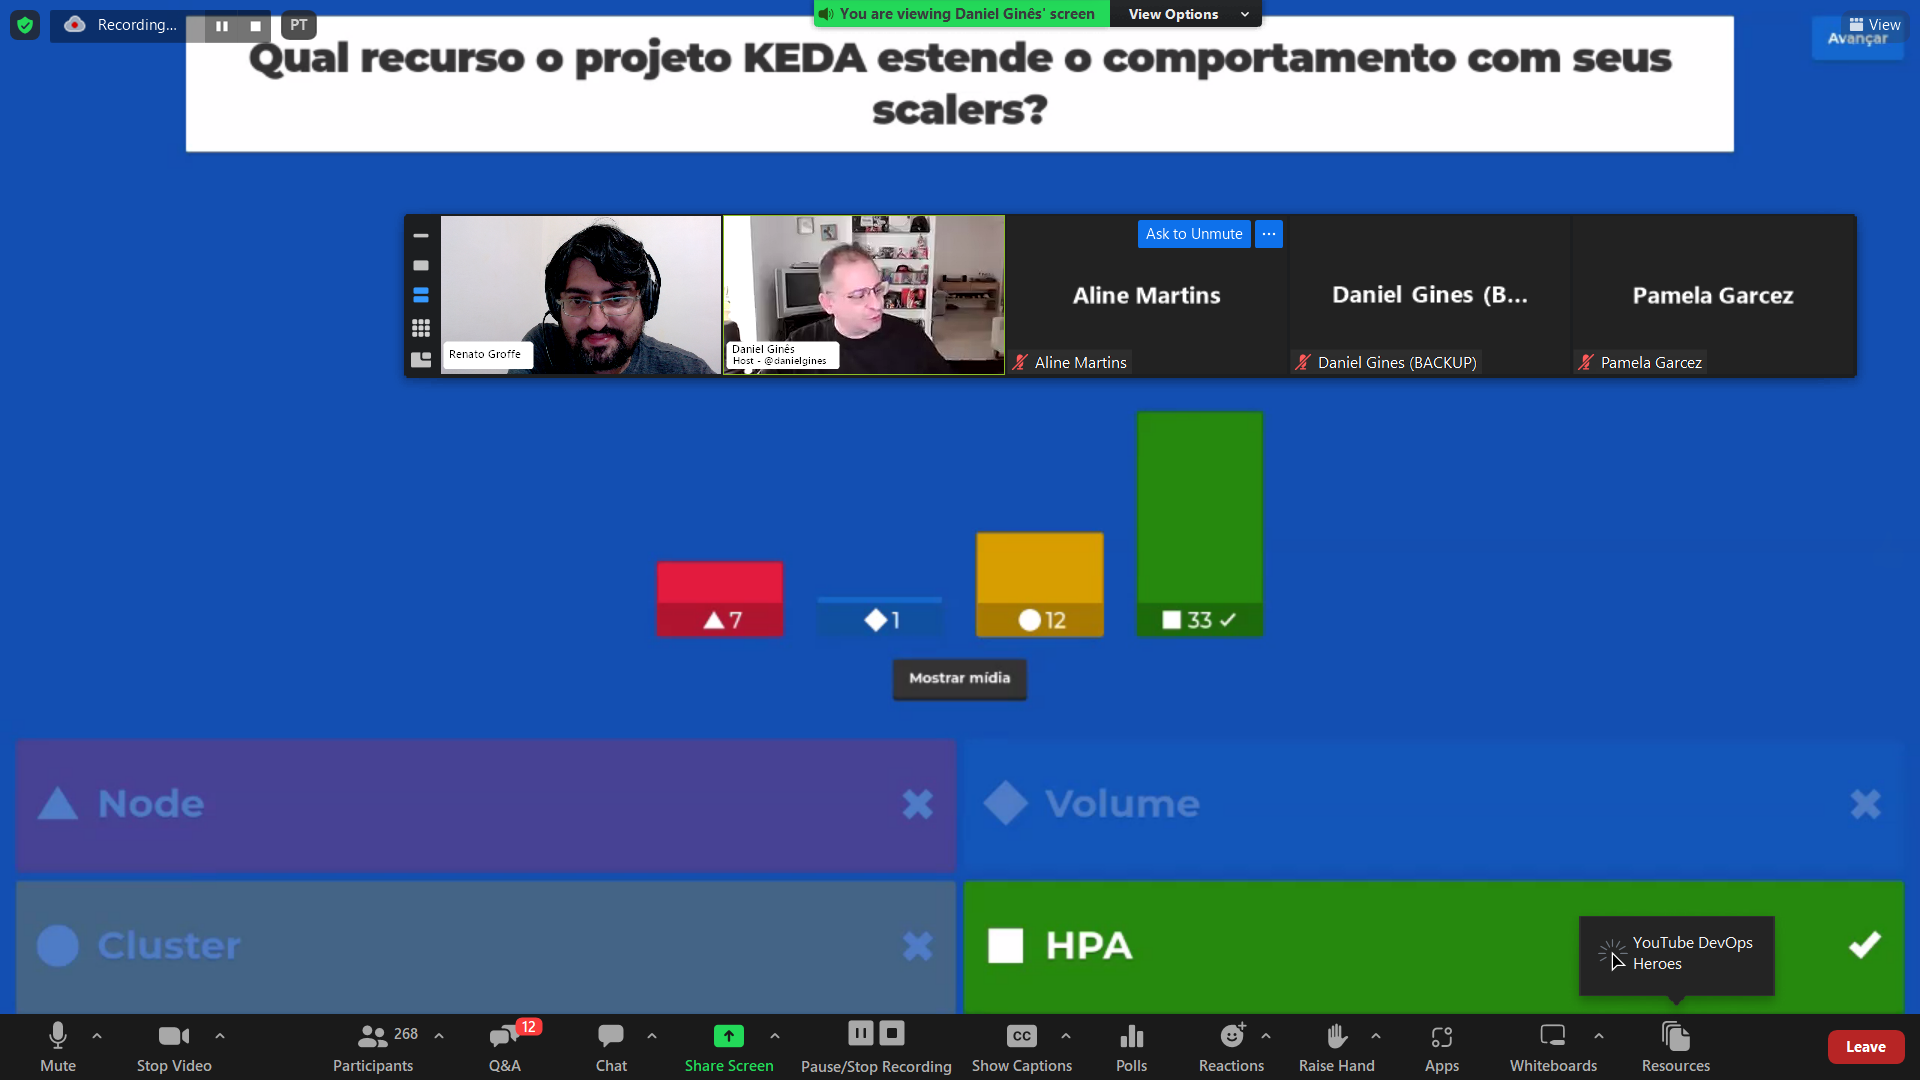 Recording...
PT
You are viewing Daniel Ginês' screen
View Options
View
Avançar
Qual recurso o projeto KEDA estende o comportamento com seus
scalers?
Renato Groffe
Daniel Ginês
Host - @danielgines
Ask to Unmute
...
Aline Martins
Aline Martins
Daniel Gines (B...
Daniel Gines (BACKUP)
Pamela Garcez
Pamela Garcez
7
1
12
33
Mostrar mídia
Node
Volume
Cluster
HPA
YouTube DevOps
Heroes
Mute
Stop Video
268
Participants
12
Q&A
Chat
Share Screen
Pause/Stop Recording
CC
Show Captions
Polls
Reactions
Raise Hand
Apps
Whiteboards
Resources
Leave